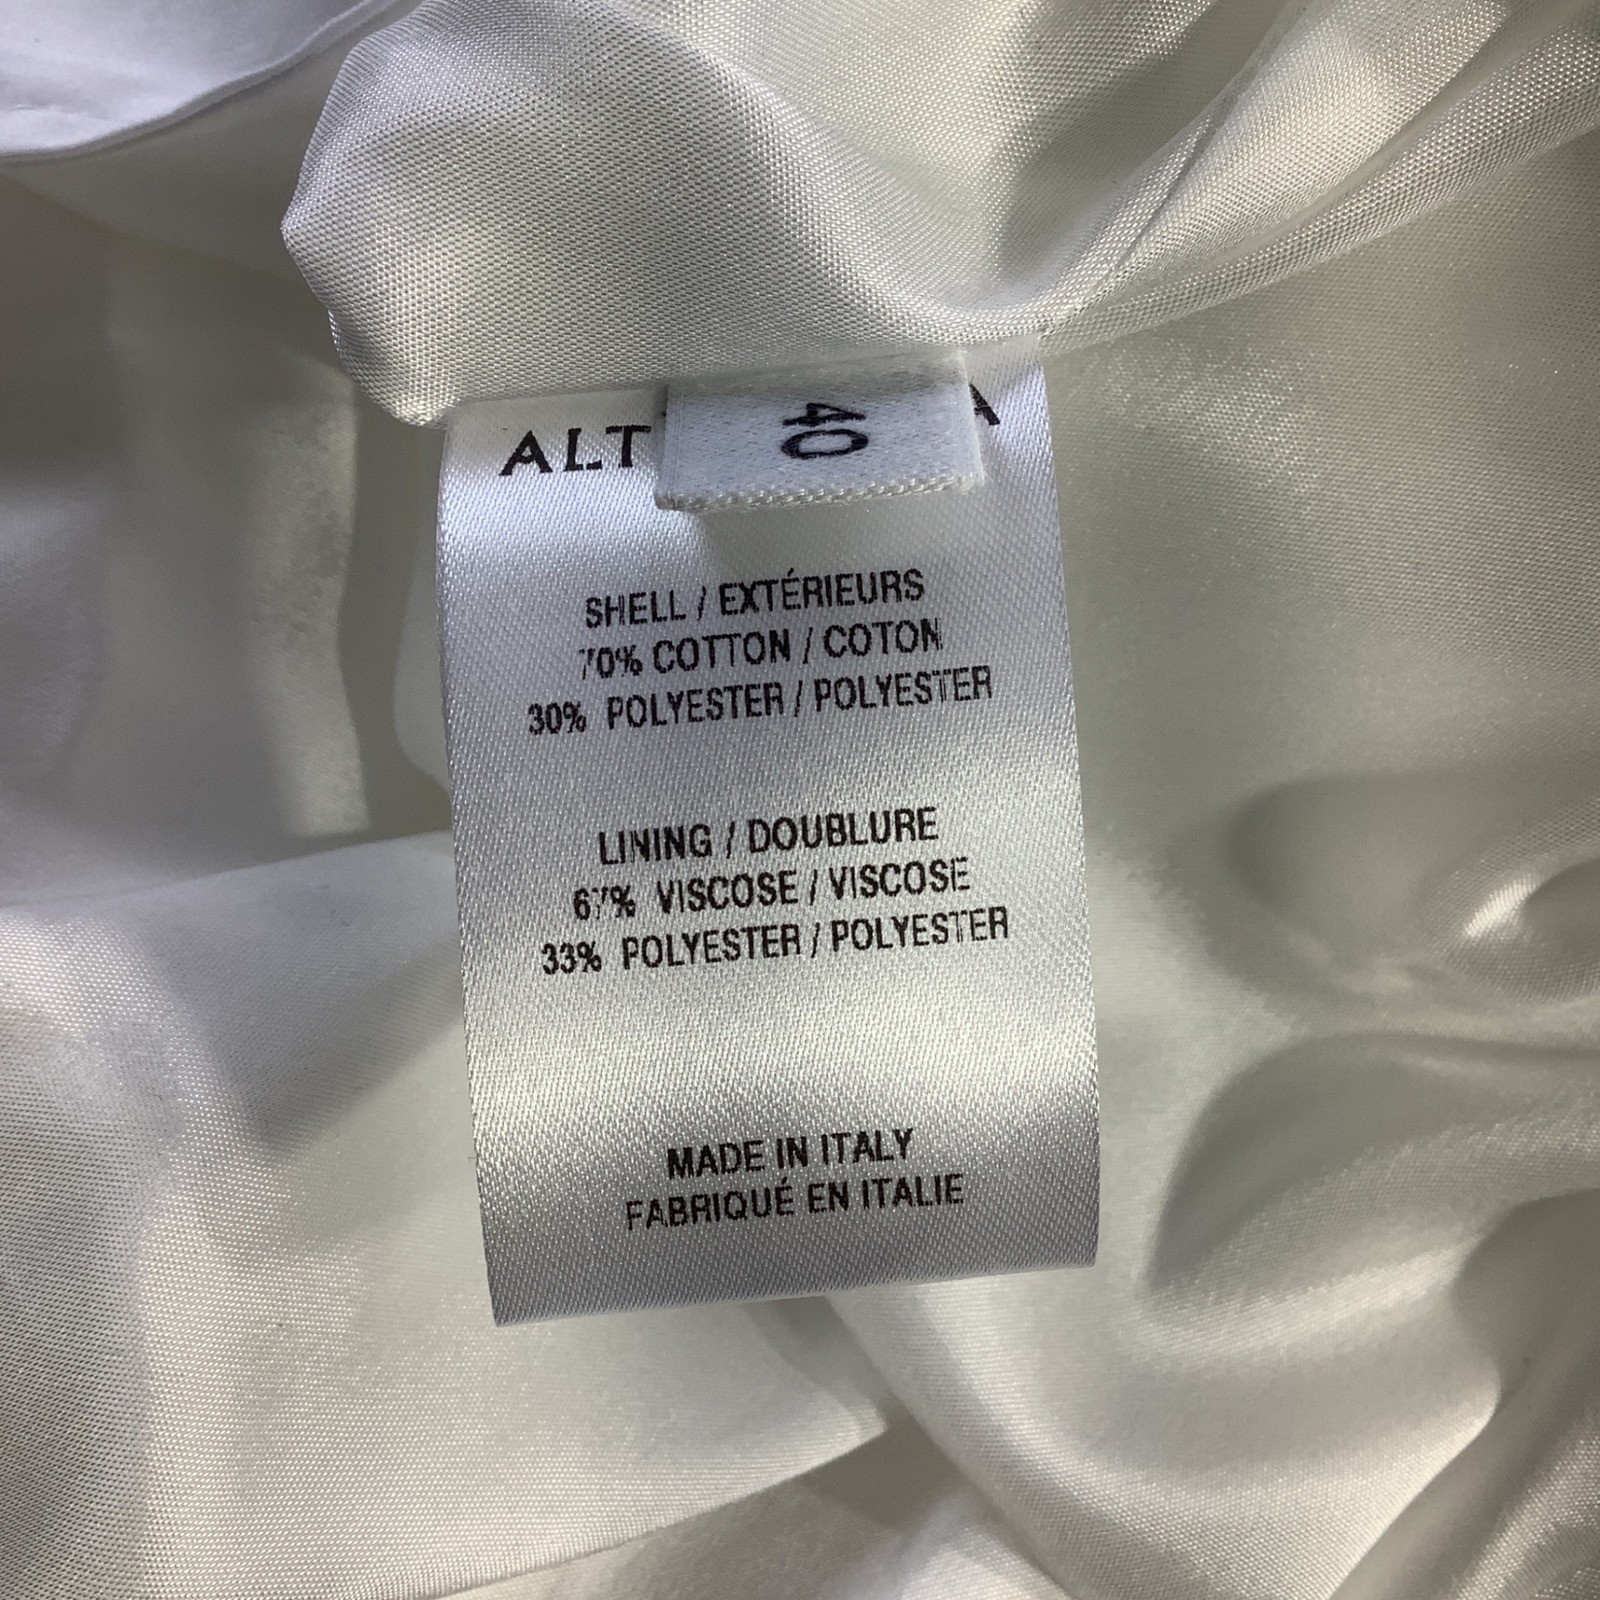 ALT A
40
SHELL / EXTÉRIEURS
70% COTTON / COTON
30% POLYESTER / POLYESTER
LINING / DOUBLURE
67% VISCOSE / VISCOSE
33% POLYESTER / POLYESTER
MADE IN ITALY
FABRIQUÉ EN ITALIE